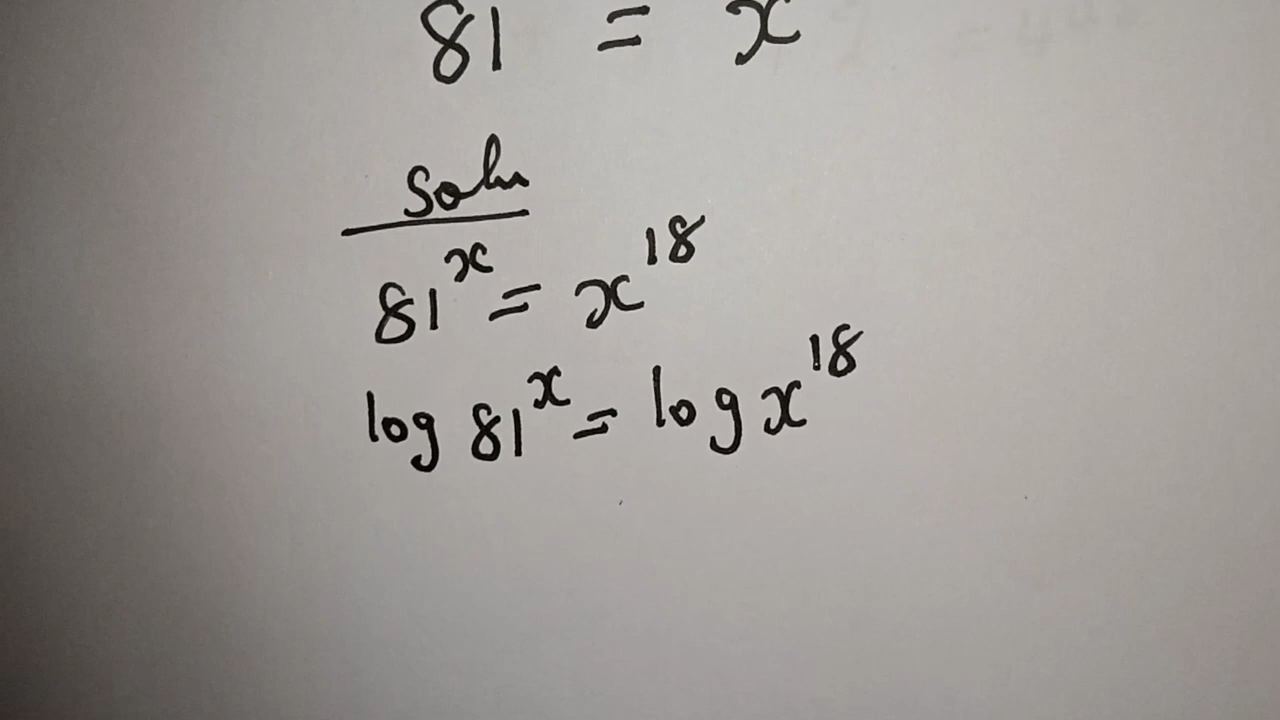 81 = x
Soln
81^x = x^18
log 81^x = log x^18